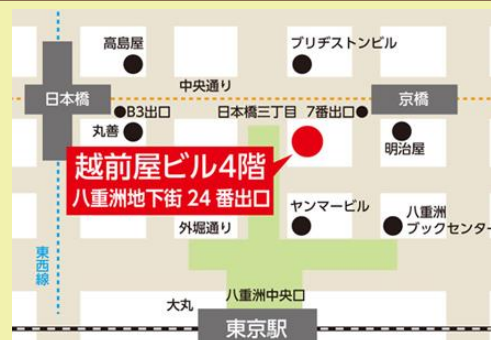 高島屋
ブリヂストンビル
中央通り
日本橋
京橋
B3出口
日本橋三丁目 7番出口
丸善
明治屋
越前屋ビル4階
八重洲地下街 24 番出口
ヤンマービル
八重洲
ブックセンター
外堀通り
東西線
八重洲中央口
大丸
東京駅